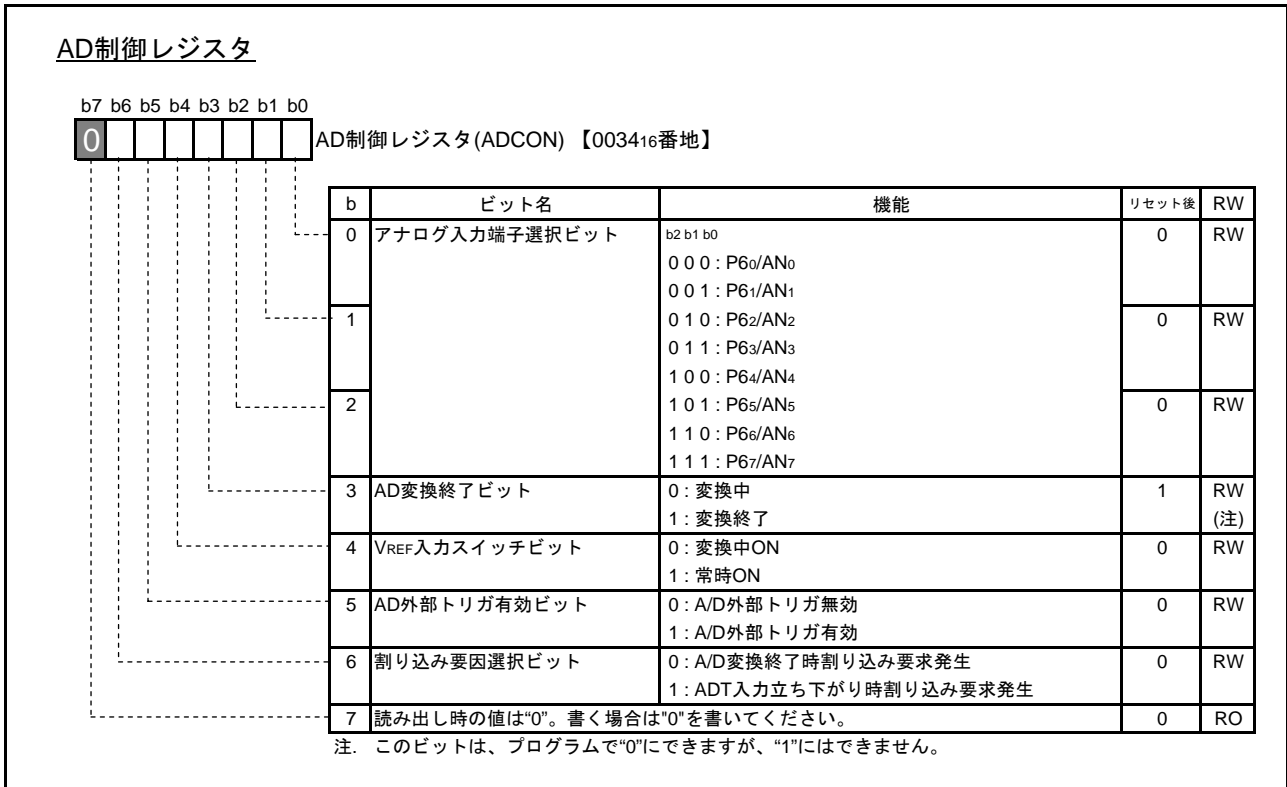 AD制御レジスタ
b7 b6 b5 b4 b3 b2 b1 b0
0
AD制御レジスタ(ADCON) 【003416番地】
b ビット名 機能 リセット後 RW
0 アナログ入力端子選択ビット b2 b1 b0 0 RW
0 0 0 : P60/AN0
0 0 1 : P61/AN1
1 0 1 0 : P62/AN2 0 RW
0 1 1 : P63/AN3
1 0 0 : P64/AN4
2 1 0 1 : P65/AN5 0 RW
1 1 0 : P66/AN6
1 1 1 : P67/AN7
3 AD変換終了ビット 0 : 変換中 1 RW
1 : 変換終了 (注)
4 VREF入力スイッチビット 0 : 変換中ON 0 RW
1 : 常時ON
5 AD外部トリガ有効ビット 0 : A/D外部トリガ無効 0 RW
1 : A/D外部トリガ有効
6 割り込み要因選択ビット 0 : A/D変換終了時割り込み要求発生 0 RW
1 : ADT入力立ち下がり時割り込み要求発生
7 読み出し時の値は“0”。書く場合は"0"を書いてください。 0 RO
注. このビットは、プログラムで“0”にできますが、“1”にはできません。